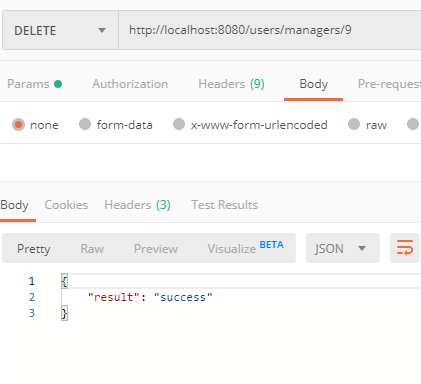 DELETE http://localhost:8080/users/managers/9
Params Authorization Headers (9) Body Pre-request
none form-data x-www-form-urlencoded raw
Body Cookies Headers (3) Test Results
Pretty Raw Preview Visualize BETA JSON
1 {
2 "result": "success"
3 }